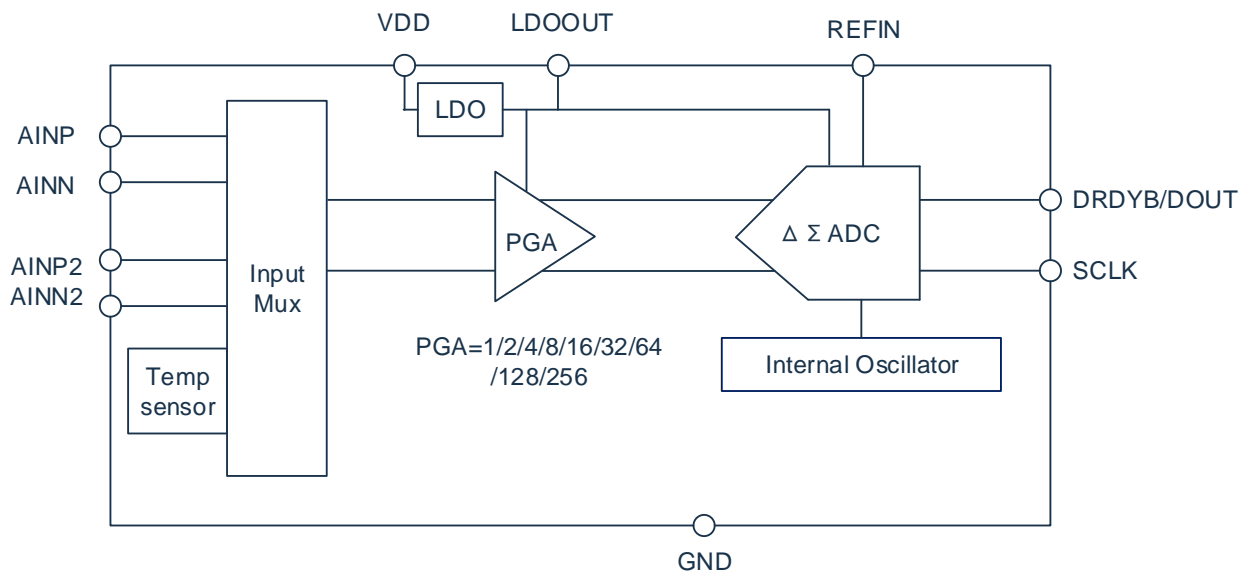 VDD
LDOOUT
REFIN
LDO
AINP
AINN
AINP2
AINN2
Input
Mux
Temp
sensor
PGA
PGA=1/2/4/8/16/32/64
/128/256
Δ Σ ADC
Internal Oscillator
DRDYB/DOUT
SCLK
GND